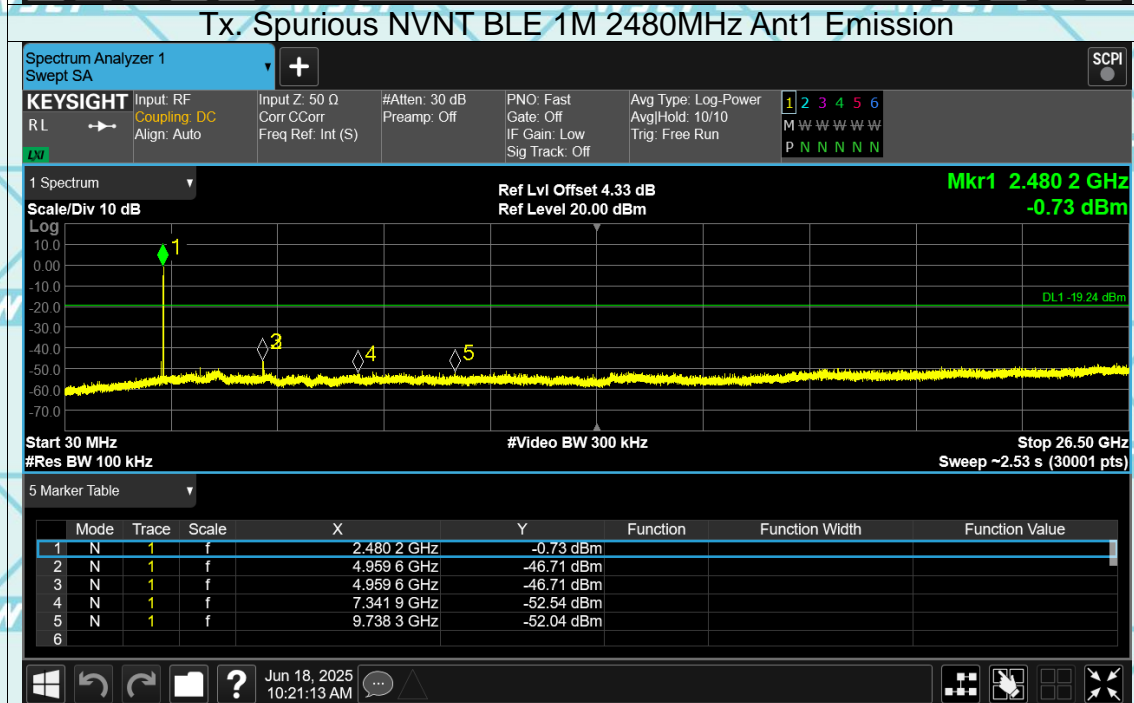 Tx. Spurious NVNT BLE 1M 2480MHz Ant1 Emission
Spectrum Analyzer 1
Swept SA
+
SCPI
KEYSIGHT
RL
LXI
Input: RF
Coupling: DC
Align: Auto
Input Z: 50 Ω
Corr CCorr
Freq Ref: Int (S)
#Atten: 30 dB
Preamp: Off
PNO: Fast
Gate: Off
IF Gain: Low
Sig Track: Off
Avg Type: Log-Power
Avg|Hold: 10/10
Trig: Free Run
1 2 3 4 5 6
M W W W W W
P N N N N N
1 Spectrum
Scale/Div 10 dB
Ref Lvl Offset 4.33 dB
Ref Level 20.00 dBm
Mkr1 2.480 2 GHz
-0.73 dBm
Log
10.0
0.00
-10.0
-20.0
-30.0
-40.0
-50.0
-60.0
-70.0
1
4
5
DL1 -19.24 dBm
Start 30 MHz
#Res BW 100 kHz
#Video BW 300 kHz
Stop 26.50 GHz
Sweep ~2.53 s (30001 pts)
5 Marker Table
Mode Trace Scale X Y Function Function Width Function Value
1 N 1 f 2.480 2 GHz -0.73 dBm
2 N 1 f 4.959 6 GHz -46.71 dBm
3 N 1 f 4.959 6 GHz -46.71 dBm
4 N 1 f 7.341 9 GHz -52.54 dBm
5 N 1 f 9.738 3 GHz -52.04 dBm
6
?
Jun 18, 2025
10:21:13 AM